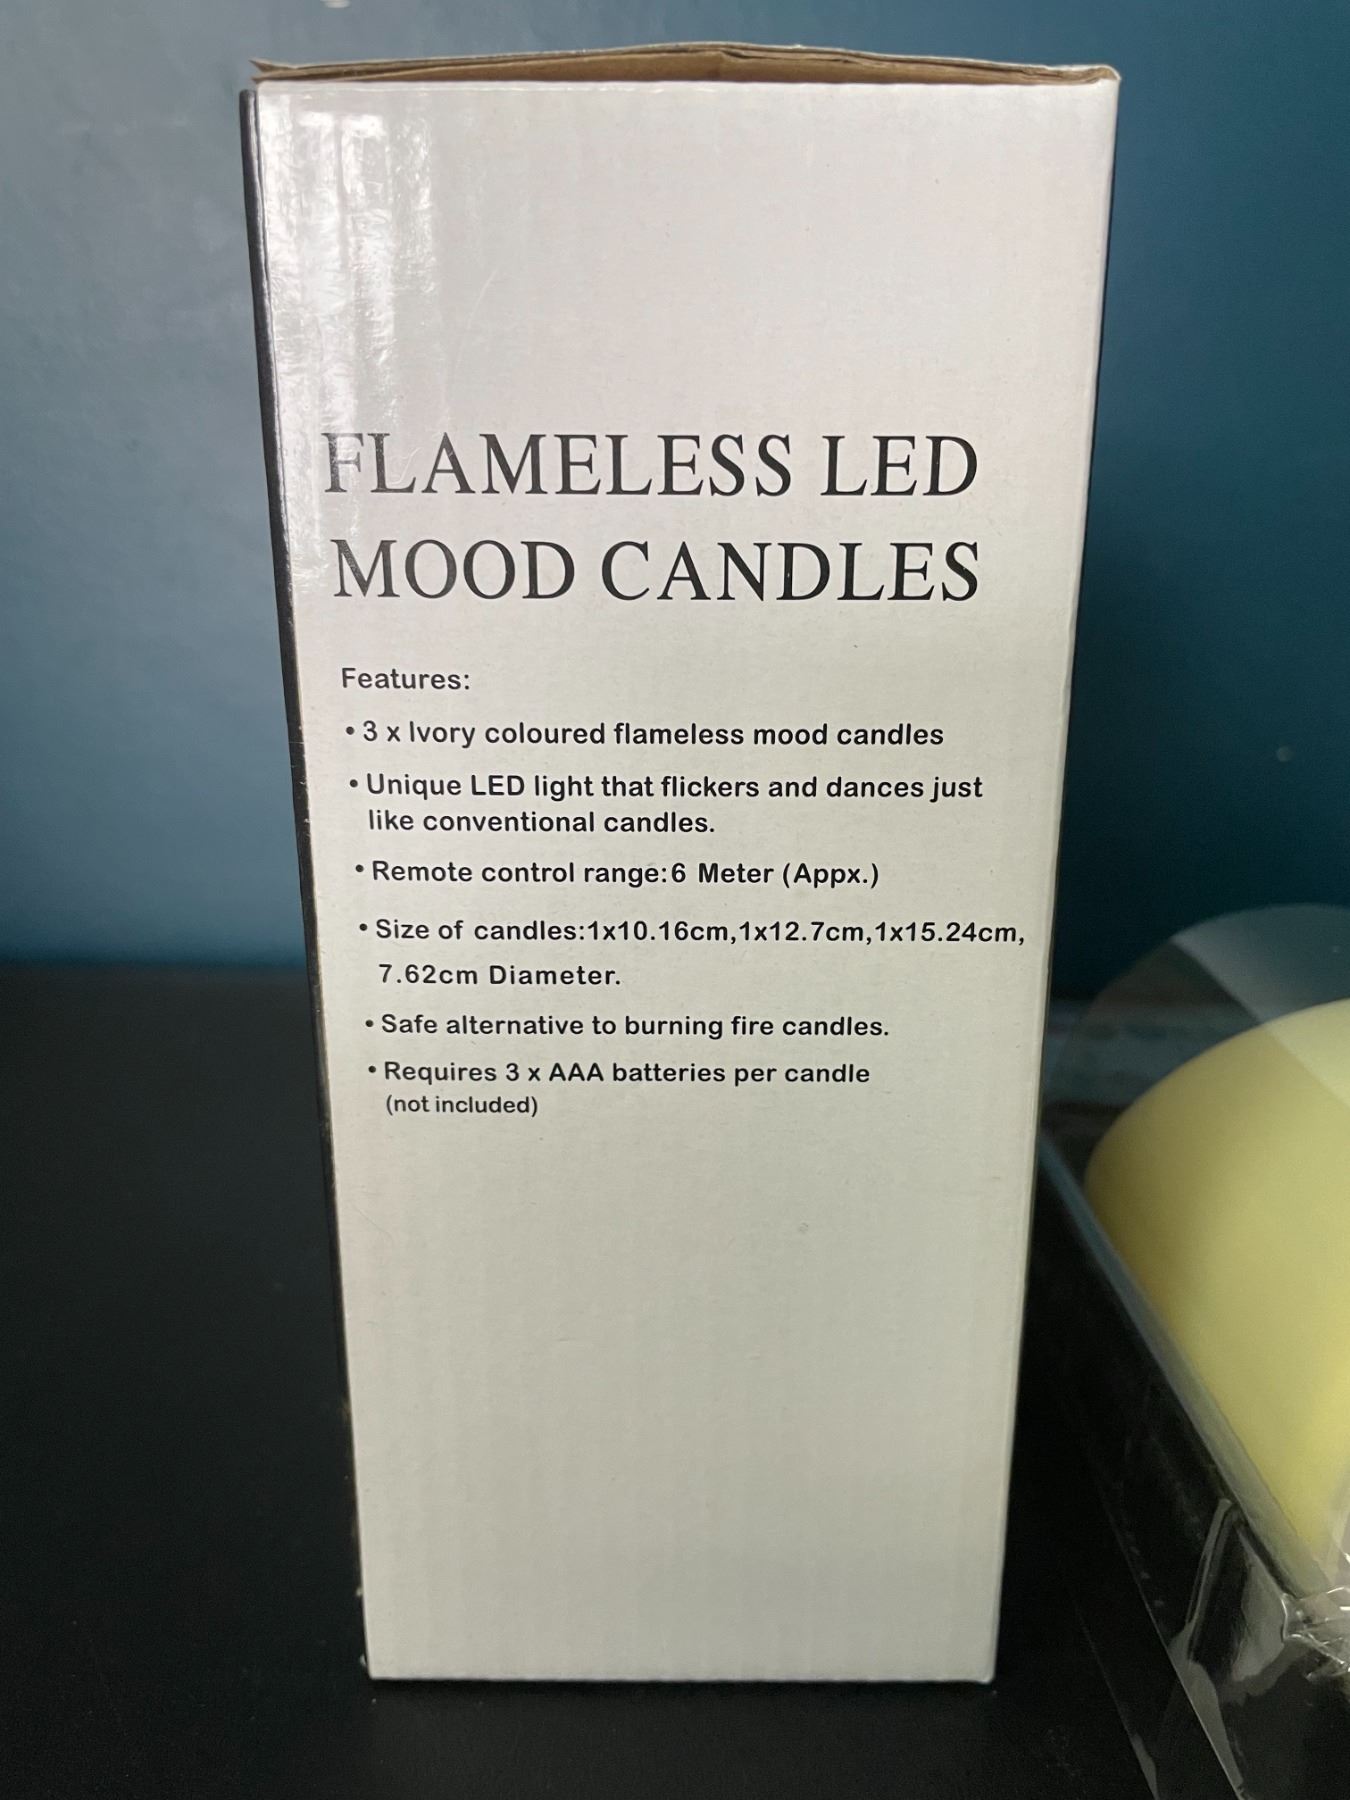 FLAMELESS LED
MOOD CANDLES
Features:
• 3 x Ivory coloured flameless mood candles
• Unique LED light that flickers and dances just
like conventional candles.
• Remote control range:6 Meter (Appx.)
• Size of candles:1x10.16cm,1x12.7cm,1x15.24cm,
7.62cm Diameter.
• Safe alternative to burning fire candles.
• Requires 3 x AAA batteries per candle
(not included)